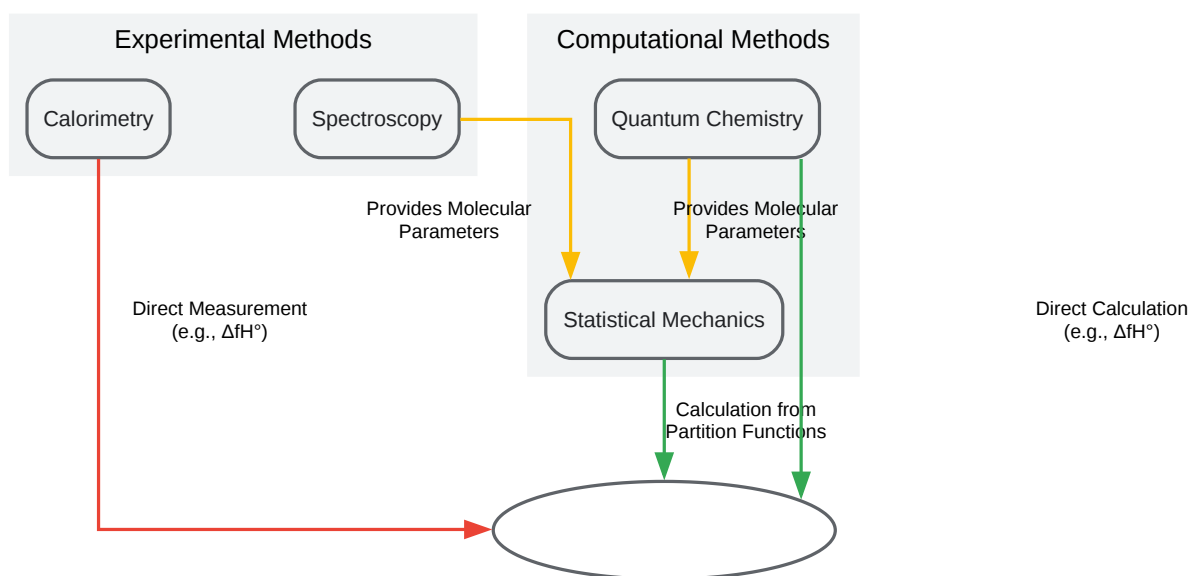 Experimental Methods
Computational Methods
Calorimetry
Spectroscopy
Quantum Chemistry
Provides Molecular
Parameters
Provides Molecular
Parameters
Direct Measurement
(e.g., ΔfH°)
Statistical Mechanics
Direct Calculation
(e.g., ΔfH°)
Calculation from
Partition Functions